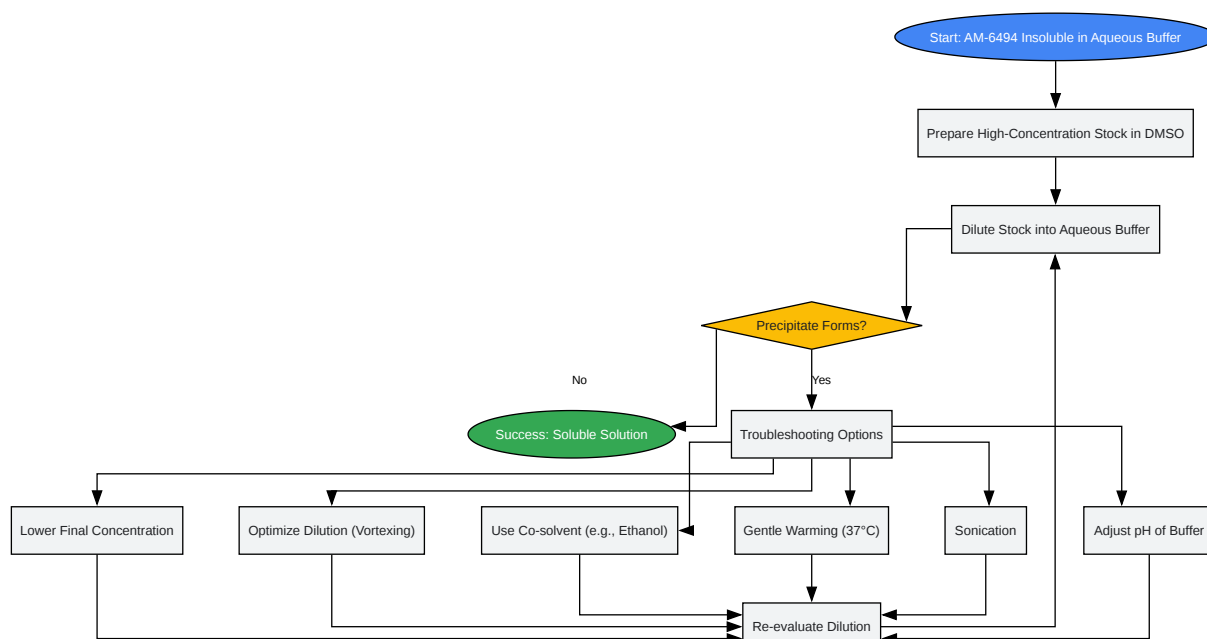 Start: AM-6494 Insoluble in Aqueous Buffer
Prepare High-Concentration Stock in DMSO
Dilute Stock into Aqueous Buffer
Precipitate Forms?
No
Yes
Success: Soluble Solution
Troubleshooting Options
Lower Final Concentration
Optimize Dilution (Vortexing)
Use Co-solvent (e.g., Ethanol)
Gentle Warming (37°C)
Sonication
Adjust pH of Buffer
Re-evaluate Dilution